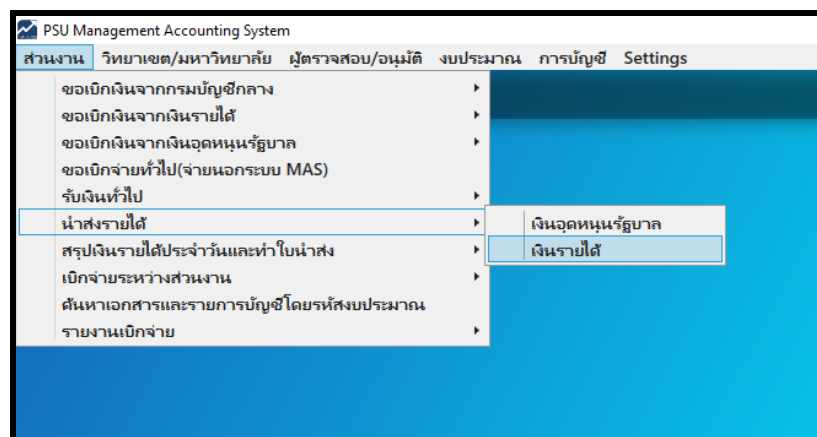 PSU Management Accounting System
ส่วนงาน วิทยาเขต/มหาวิทยาลัย ผู้ตรวจสอบ/อนุมัติ งบประมาณ การบัญชี Settings
ขอเบิกเงินจากกรมบัญชีกลาง
ขอเบิกเงินจากเงินรายได้
ขอเบิกเงินจากเงินอุดหนุนรัฐบาล
ขอเบิกจ่ายทั่วไป(จ่ายนอกระบบ MAS)
รับเงินทั่วไป
นำส่งรายได้
เงินอุดหนุนรัฐบาล
สรุปเงินรายได้ประจำวันและทำใบนำส่ง
เงินรายได้
เบิกจ่ายระหว่างส่วนงาน
ค้นหาเอกสารและรายการบัญชีโดยรหัสงบประมาณ
รายงานเบิกจ่าย